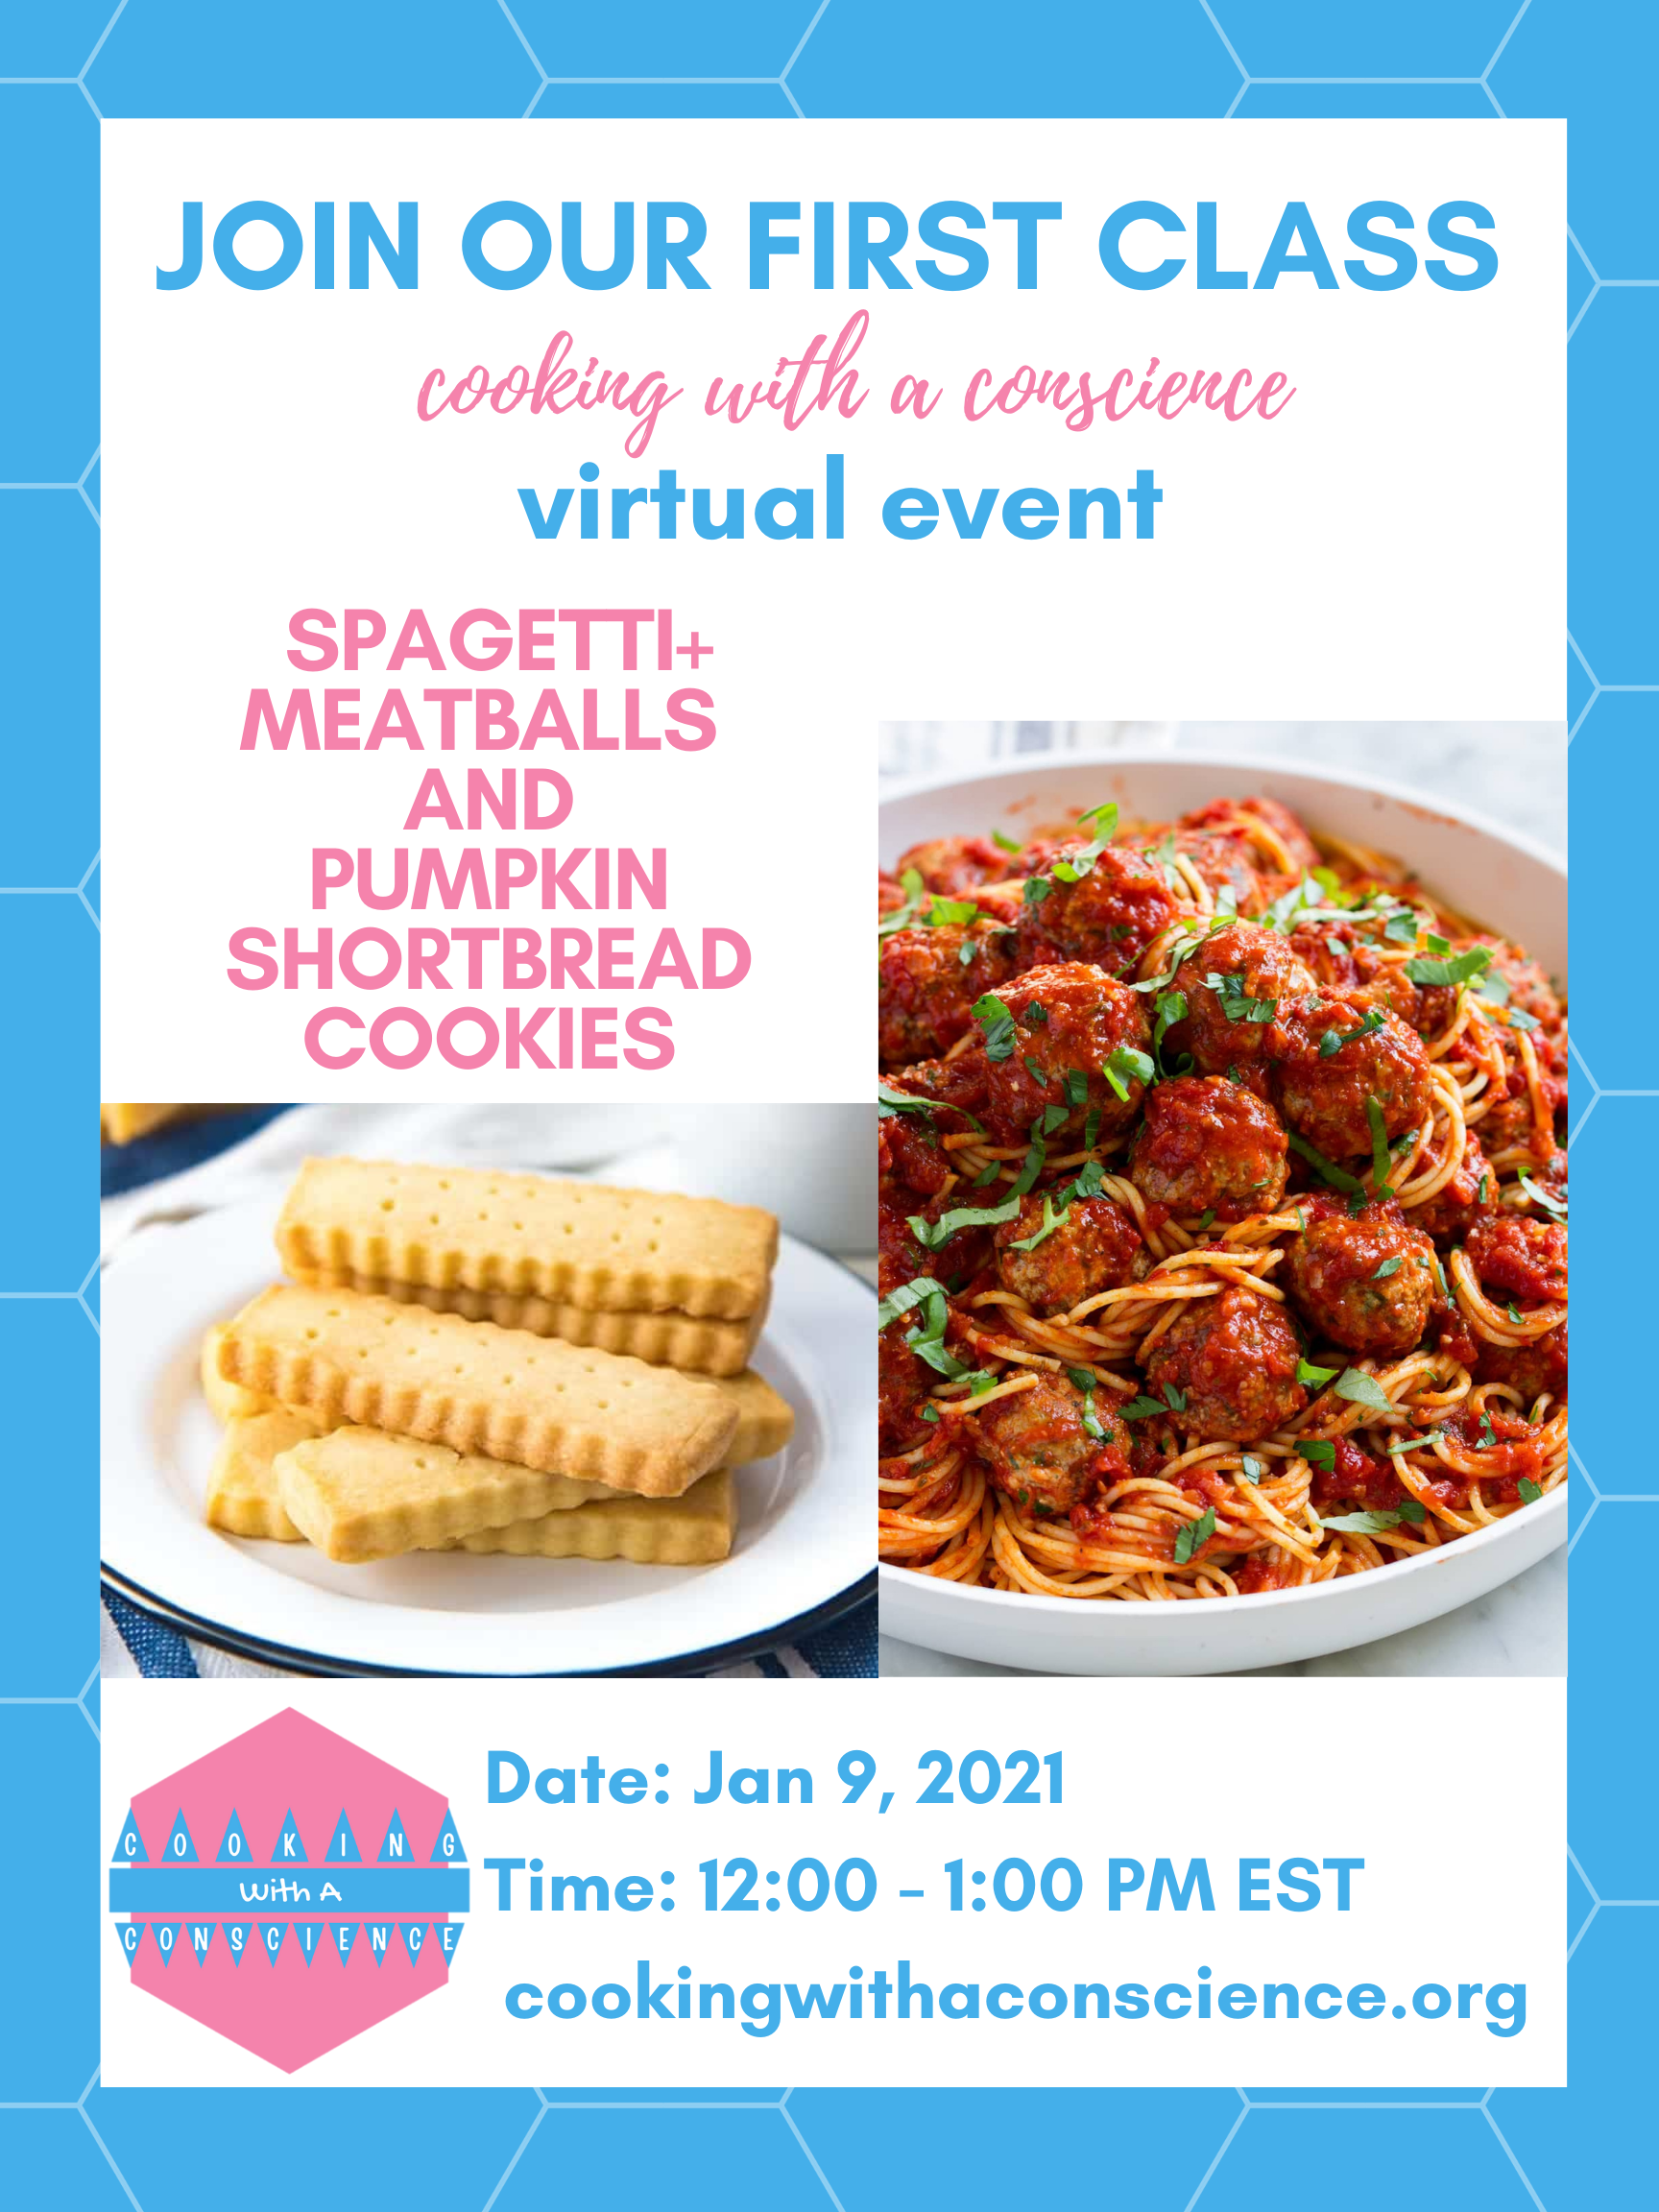 JOIN OUR FIRST CLASS
cooking with a conscience
virtual event
SPAGETTI+
MEATBALLS
AND
PUMPKIN
SHORTBREAD
COOKIES
COOKING
With A
CONSCIENCE
Date: Jan 9, 2021
Time: 12:00 - 1:00 PM EST
cookingwithaconscience.org